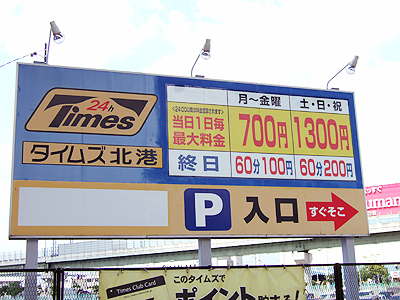 24h
Times
タイムズ北港
月～金曜
土・日・祝
当日1日毎
最大料金
700円
1300円
終日
60分100円
60分200円
P
入口
すぐそこ
Times Club Card
このタイムズで
ポイント